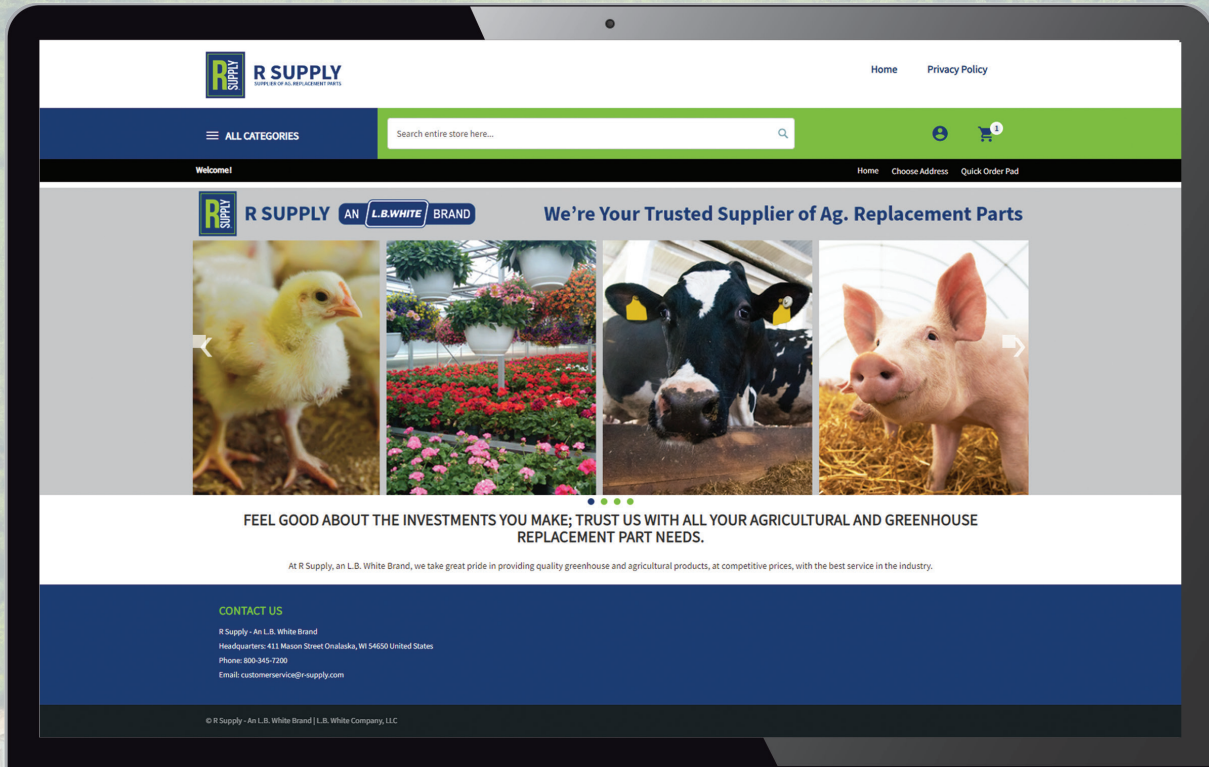 R SUPPLY
R SUPPLY
SUPPLIER OF AG. REPLACEMENT PARTS
Home Privacy Policy
ALL CATEGORIES
Search entire store here...
1
Welcome!
Home Choose Address Quick Order Pad
R SUPPLY
R SUPPLY AN L.B.WHITE BRAND
We're Your Trusted Supplier of Ag. Replacement Parts
FEEL GOOD ABOUT THE INVESTMENTS YOU MAKE; TRUST US WITH ALL YOUR AGRICULTURAL AND GREENHOUSE
REPLACEMENT PART NEEDS.
At R Supply, an L.B. White Brand, we take great pride in providing quality greenhouse and agricultural products, at competitive prices, with the best service in the industry.
CONTACT US
R Supply - An L.B. White Brand
Headquarters: 411 Mason Street Onalaska, WI 54650 United States
Phone: 800-345-7200
Email: customerservice@r-supply.com
© R Supply - An L.B. White Brand | L.B. White Company, LLC